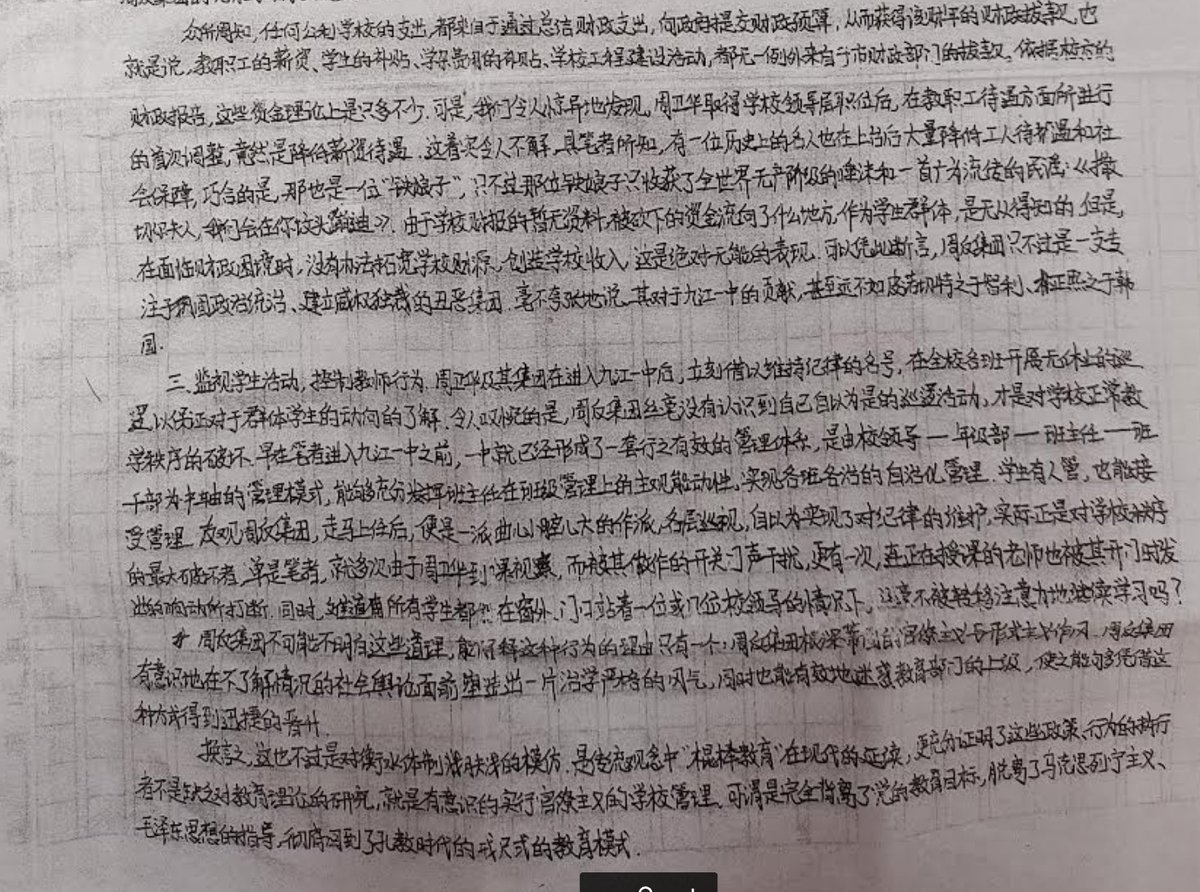 众所周知,任何公利学校的支出,都来自于通过总结财政支出,向政府提交财政预算,从而获得该财年的财政拨款,也
就是说,教职工的薪资、学生的补贴、学杂费用的补贴、学校工程建设活动,都无一例外来自于市财政部门的拨款,依据校方的
财政报告,这些资金理论上是只多不少.可是,我们令人惊异地发现,周卫华取得学校领导层职位后,在教职工待遇方面所进行
的首次调整,竟然是降低薪资待遇.这着实令人不解.具笔者所知,有一位历史上的名人也在上台后大量降低工人待遇和社
会保障,巧合的是,那也是一位“铁娘子”,只不过那位铁娘子只收获了全世界无产阶级的唾沫和一首广为流传的民谣:《撒
切尔夫人,我们会在你坟头蹦迪》.由于学校财报的暂无资料,被砍下的资金流向了什么地方,作为学生群体,是无从得知的.但是,
在面临财政困境时,没有办法拓宽学校财源,创造学校收入,这是绝对无能的表现.可以凭此断言,周反集团只不过是一支专
注于巩固政治统治、建立威权独裁的丑恶集团.毫不夸张地说,其对于九江一中的贡献,甚至远不如皮诺切特之于智利、朴正熙之于韩
国.
三.监视学生活动,控制教师行为.周卫华及其集团在进入九江一中后,立刻借以维持纪律的名号,在全校各班开展无休止的巡
逻,以保证对于群体学生的动向的了解.令人叹惋的是,周反集团丝毫没有认识到自己自以为是的巡逻活动,才是对学校正常教
学秩序的破坏.早在笔者进入九江一中之前,一中就已经形成了一套行之有效的管理体系,是由校领导—年级部—班主任—班
干部为中轴的管理模式,能够充分发挥班主任在班级管理上的主观能动性,实现各班各治的自治化管理.学生有人管,也能接
受管理.反观周反集团,走马上任后,便是一派曲心腔儿大的作派,各层巡视,自以为实现了对纪律的维护,实际正是对学校秩序
的最大破坏者.单是笔者,就多次由于周卫华到课视察,而被其做作的开关门声干扰,更有一次,连正在授课的老师也被其开门时发
出的响动所打断.同时,难道有所有学生都在窗外、门口站着一位或几位校领导的情况下,还毫不被转移注意力地继续学习吗?
周反集团不可能不明白这些道理,能解释这种行为的理由只有一个:周反集团根深蒂固的官僚主义与形式主义作风.周反集团
有意识地在不了解情况的社会舆论面前塑造出一片治学严格的风气,同时也能有效地迷惑教育部门的上级,使之能够凭借这
种方式得到迅捷的晋升.
换言之,这也不过是对衡水体制浅肤浅的模仿.是传统观念中“棍棒教育”在现代的延续,更充分证明了这些政策、行为的执行
者不是缺乏对教育理论的研究,就是有意识的实行官僚主义的学校管理.可谓是完全背离了党的教育目标,脱离了马克思列宁主义、
毛泽东思想的指导,彻底回到了孔教时代的戒尺式的教育模式.